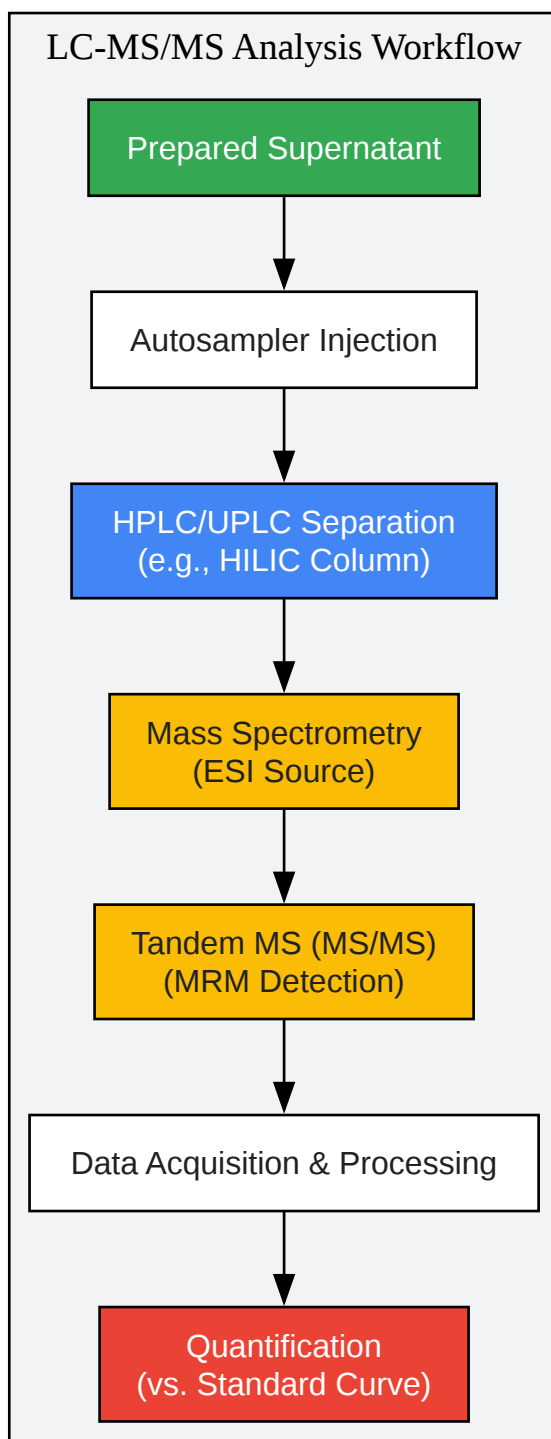 LC-MS/MS Analysis Workflow
Prepared Supernatant
Autosampler Injection
HPLC/UPLC Separation
(e.g., HILIC Column)
Mass Spectrometry
(ESI Source)
Tandem MS (MS/MS)
(MRM Detection)
Data Acquisition & Processing
Quantification
(vs. Standard Curve)